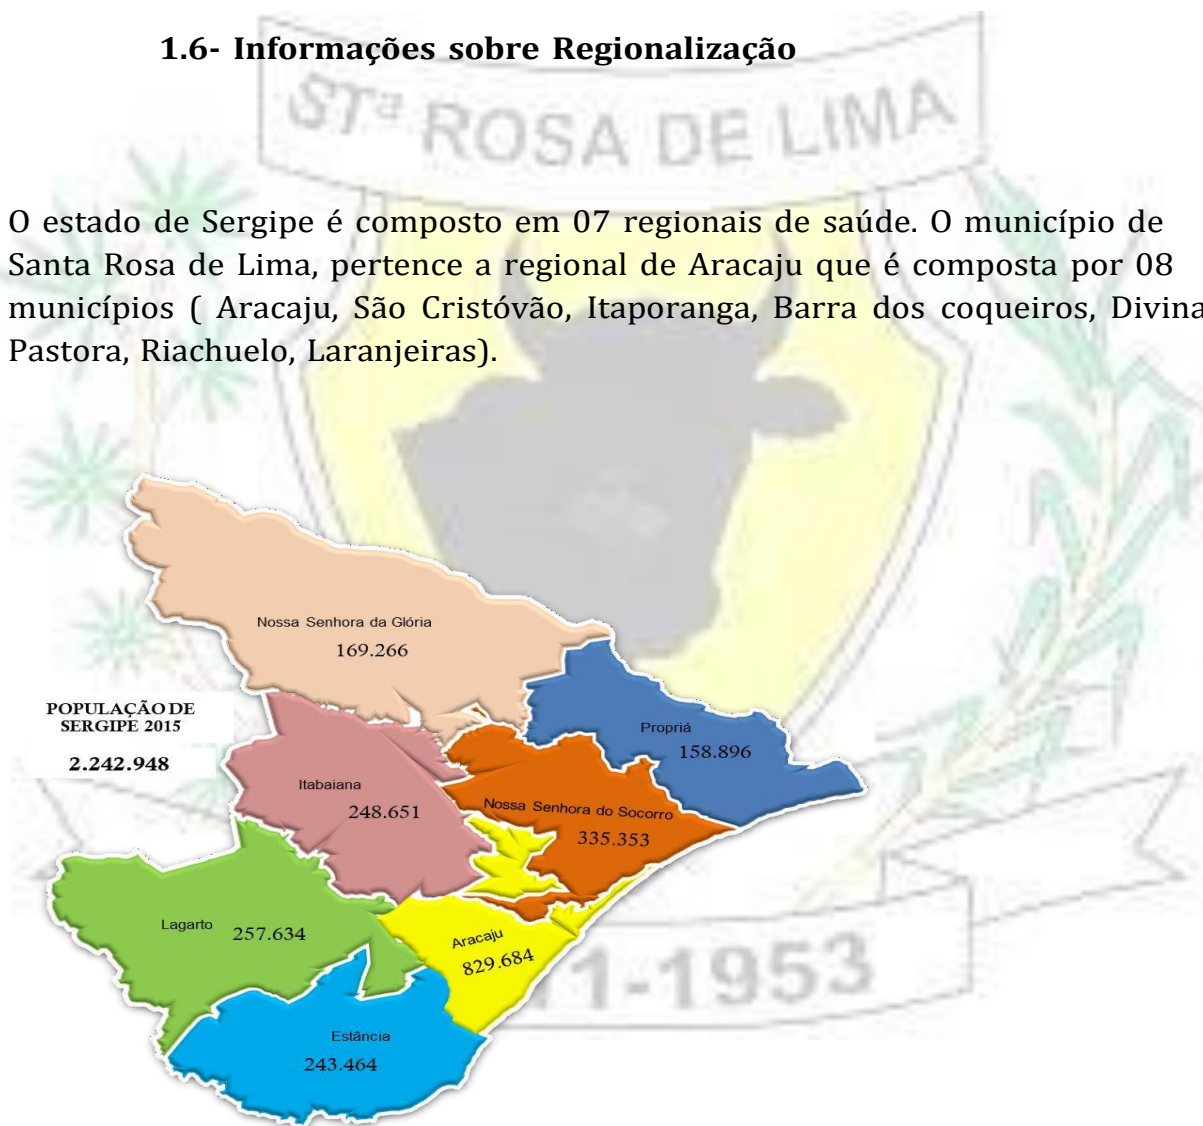 1.6- Informações sobre Regionalização
STª ROSA DE LIMA
O estado de Sergipe é composto em 07 regionais de saúde. O município de
Santa Rosa de Lima, pertence a regional de Aracaju que é composta por 08
municípios ( Aracaju, São Cristóvão, Itaporanga, Barra dos coqueiros, Divina
Pastora, Riachuelo, Laranjeiras).
Nossa Senhora da Glória
169.266
POPULAÇÃO DE
SERGIPE 2015
2.242.948
Propriá
158.896
Itabaiana
248.651
Nossa Senhora do Socorro
335.353
Lagarto
257.634
Aracaju
829.684
Estância
243.464
1-1953